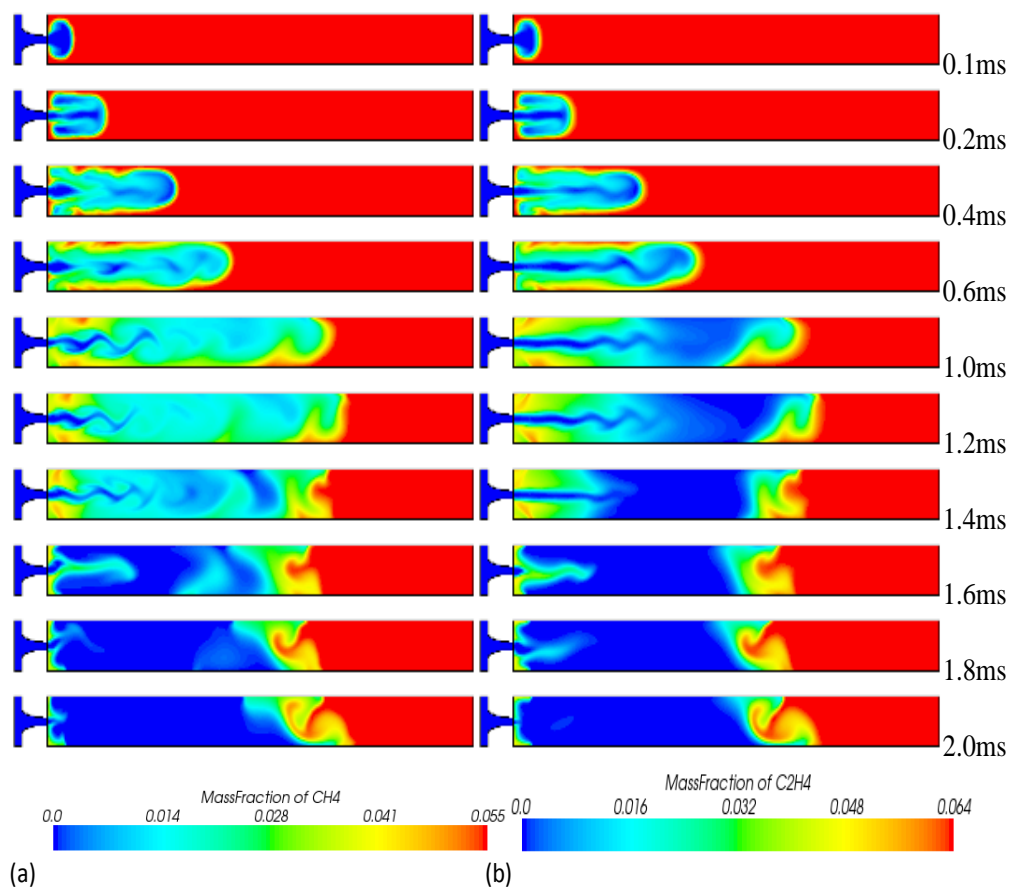 0.1ms
0.2ms
0.4ms
0.6ms
1.0ms
1.2ms
1.4ms
1.6ms
1.8ms
2.0ms
MassFraction of CH4
0.0 0.014 0.028 0.041 0.055
MassFraction of C2H4
0.0 0.016 0.032 0.048 0.064
(a) (b)